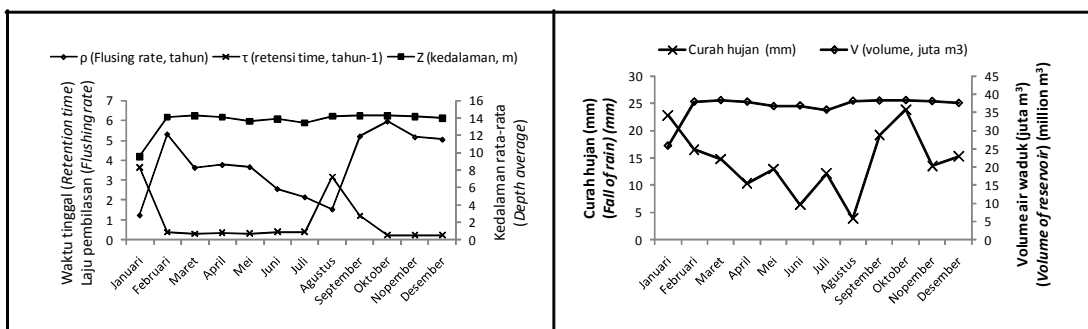 ρ (Flusing rate, tahun) τ (retensi time, tahun-1) Z (kedalaman, m)
Waktu tinggal (Retention time)
Laju pembilasan (Flushing rate)
7
6
5
4
3
2
1
0
16
14
12
10
8
6
4
2
0
Kedalaman rata-rata
(Depth average)
Januari
Februari
Maret
April
Mei
Juni
Juli
Agustus
September
Oktober
Nopember
Desember
Curah hujan (mm) V (volume, juta m3)
Curah hujan (mm)
(Fall of rain) (mm)
30
25
20
15
10
5
0
45
40
35
30
25
20
15
10
5
0
Volume air waduk (juta m³)
(Volume of reservoir) (million m³)
Januari
Februari
Maret
April
Mei
Juni
Juli
Agustus
September
Oktober
Nopember
Desember